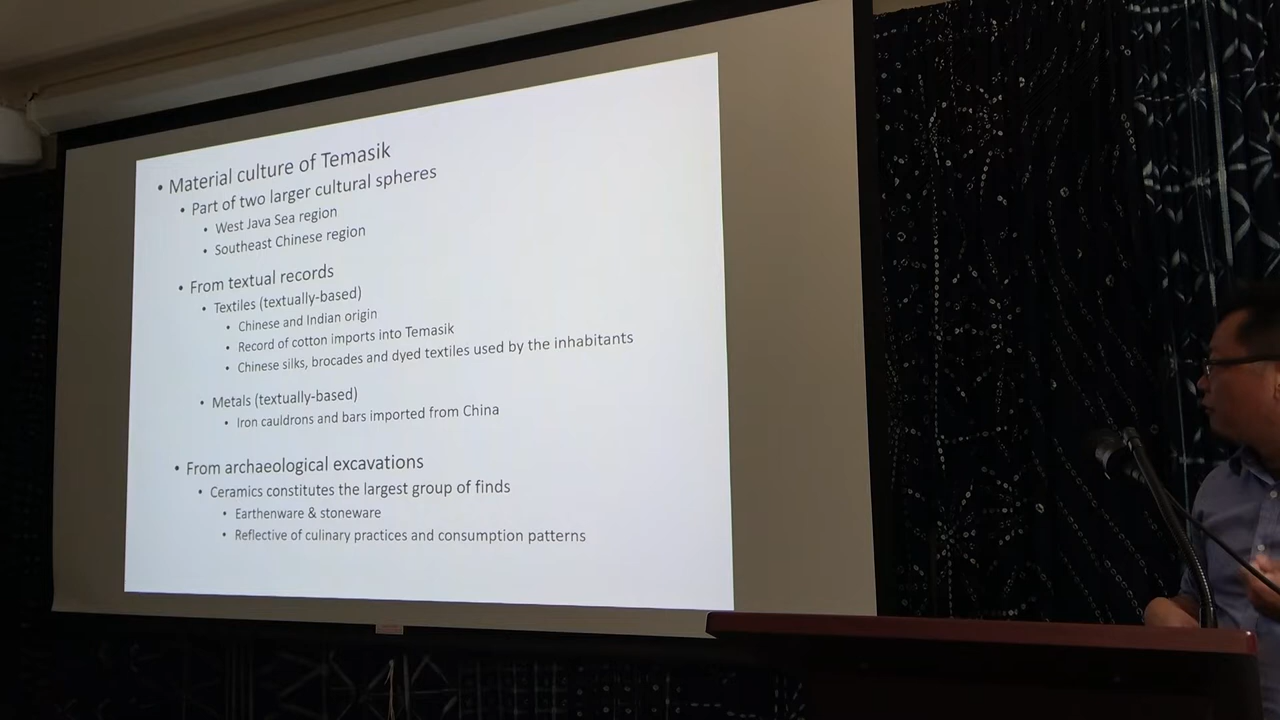 • Material culture of Temasik
• Part of two larger cultural spheres
• West Java Sea region
• Southeast Chinese region
• From textual records
• Textiles (textually-based)
• Chinese and Indian origin
• Record of cotton imports into Temasik
• Chinese silks, brocades and dyed textiles used by the inhabitants
• Metals (textually-based)
• Iron cauldrons and bars imported from China
• From archaeological excavations
• Ceramics constitutes the largest group of finds
• Earthenware & stoneware
• Reflective of culinary practices and consumption patterns